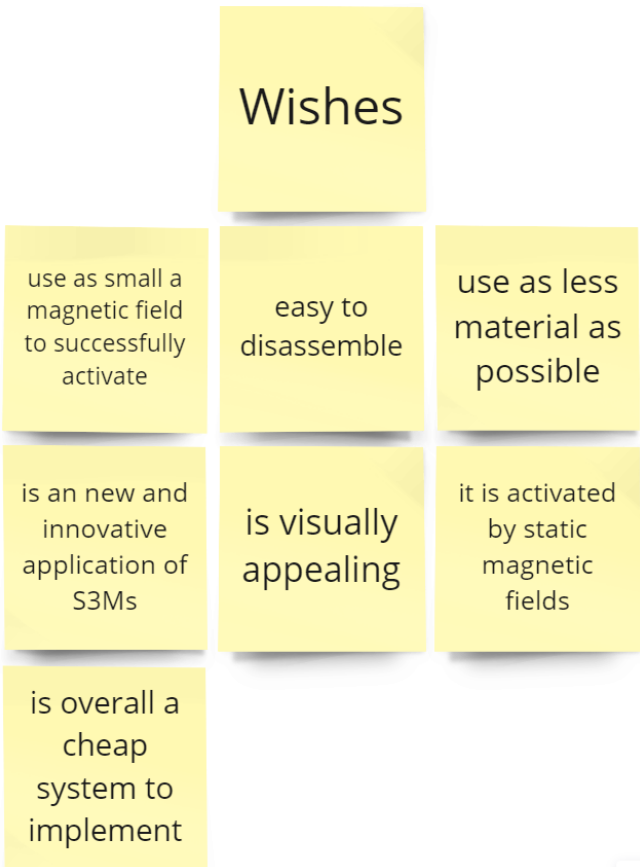 Wishes
use as small a
magnetic field
to successfully
activate
easy to
disassemble
use as less
material as
possible
is an new and
innovative
application of
S3Ms
is visually
appealing
it is activated
by static
magnetic
fields
is overall a
cheap
system to
implement